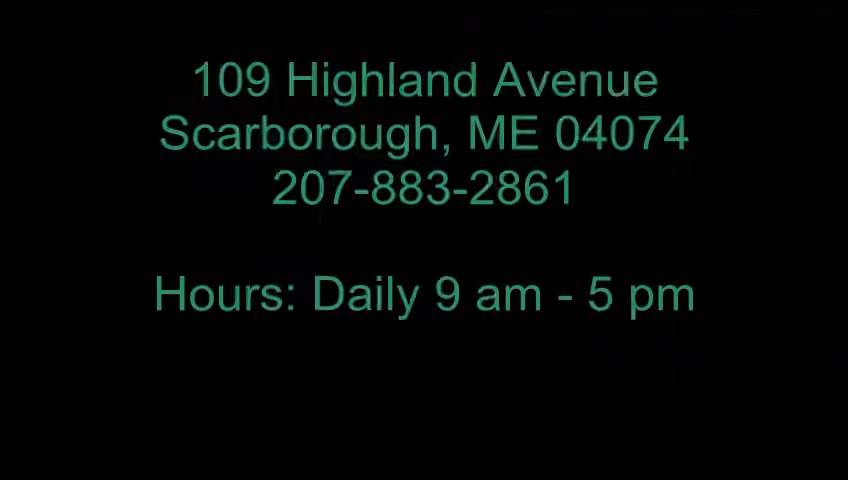 109 Highland Avenue
Scarborough, ME 04074
207-883-2861
Hours: Daily 9 am - 5 pm